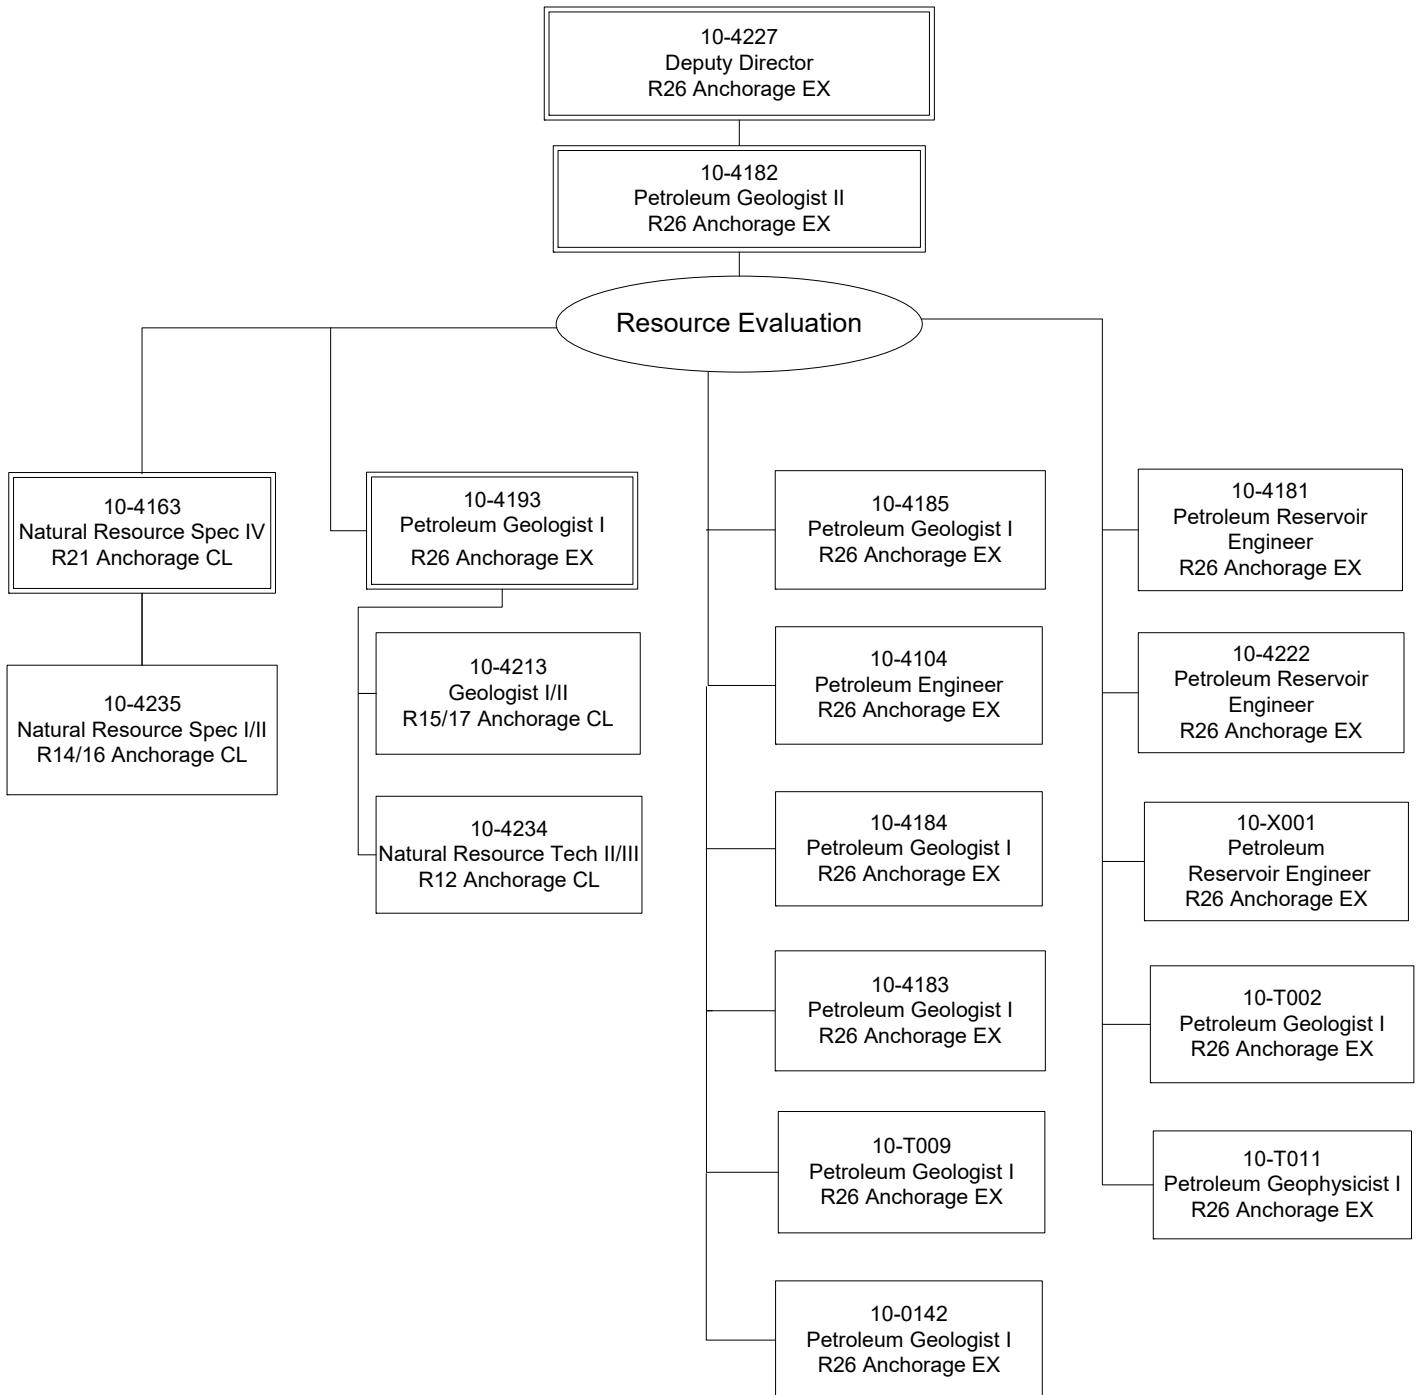 10-4227
Deputy Director
R26 Anchorage EX
10-4182
Petroleum Geologist II
R26 Anchorage EX
Resource Evaluation
10-4163
Natural Resource Spec IV
R21 Anchorage CL
10-4235
Natural Resource Spec I/II
R14/16 Anchorage CL
10-4193
Petroleum Geologist I
R26 Anchorage EX
10-4213
Geologist I/II
R15/17 Anchorage CL
10-4234
Natural Resource Tech II/III
R12 Anchorage CL
10-4185
Petroleum Geologist I
R26 Anchorage EX
10-4104
Petroleum Engineer
R26 Anchorage EX
10-4184
Petroleum Geologist I
R26 Anchorage EX
10-4183
Petroleum Geologist I
R26 Anchorage EX
10-T009
Petroleum Geologist I
R26 Anchorage EX
10-0142
Petroleum Geologist I
R26 Anchorage EX
10-4181
Petroleum Reservoir
Engineer
R26 Anchorage EX
10-4222
Petroleum Reservoir
Engineer
R26 Anchorage EX
10-X001
Petroleum
Reservoir Engineer
R26 Anchorage EX
10-T002
Petroleum Geologist I
R26 Anchorage EX
10-T011
Petroleum Geophysicist I
R26 Anchorage EX